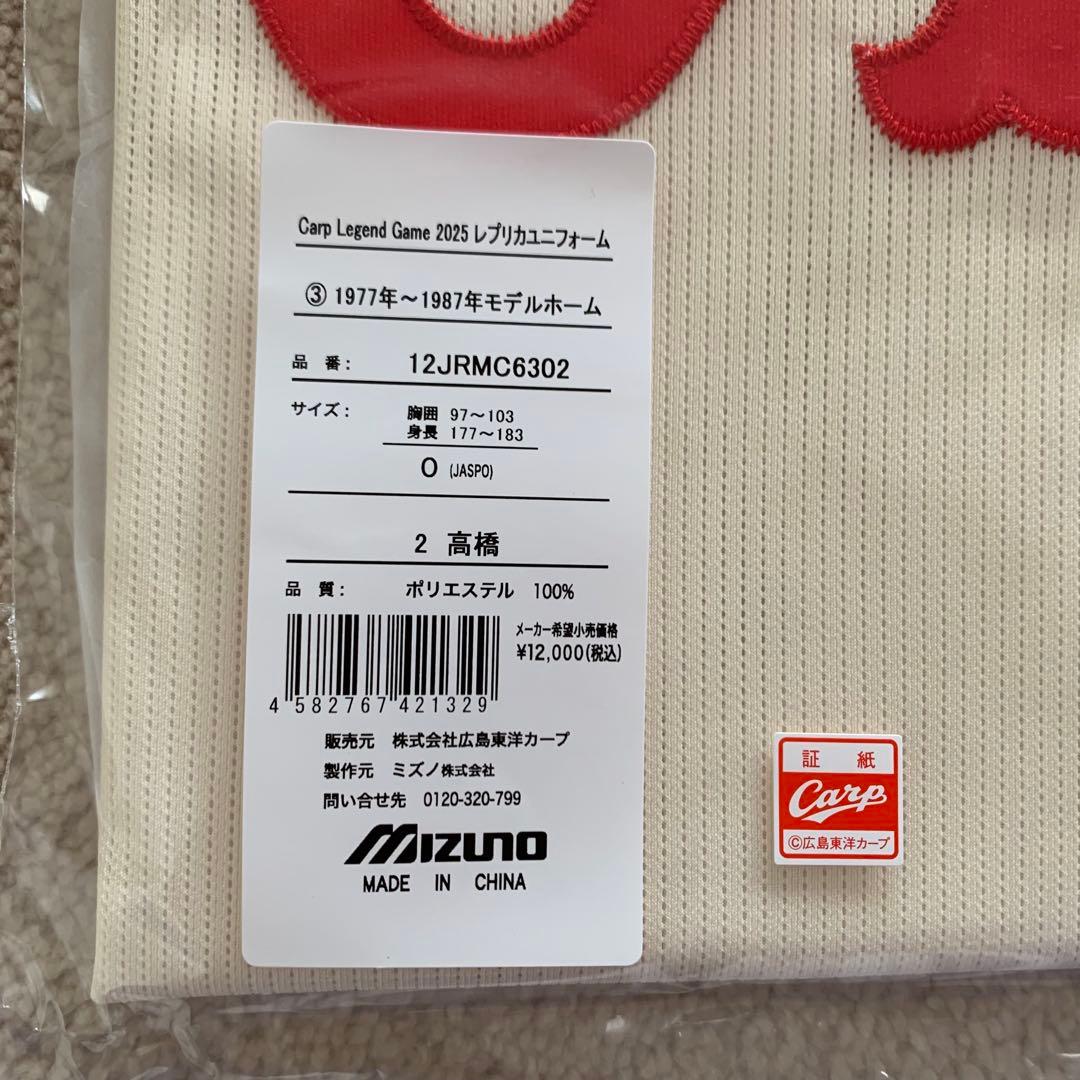 Carp Legend Game 2025 レプリカユニフォーム
③ 1977年～1987年モデルホーム
品 番： 12JRMC6302
サイズ： 胸囲 97～103
身長 177～183
O (JASPO)
2 高橋
品 質： ポリエステル 100%
メーカー希望小売価格
¥12,000(税込)
4 582767 421329
販売元 株式会社広島東洋カープ
製作元 ミズノ株式会社
問い合せ先 0120-320-799
MIZUNO
MADE IN CHINA
証 紙
Carp
©広島東洋カープ